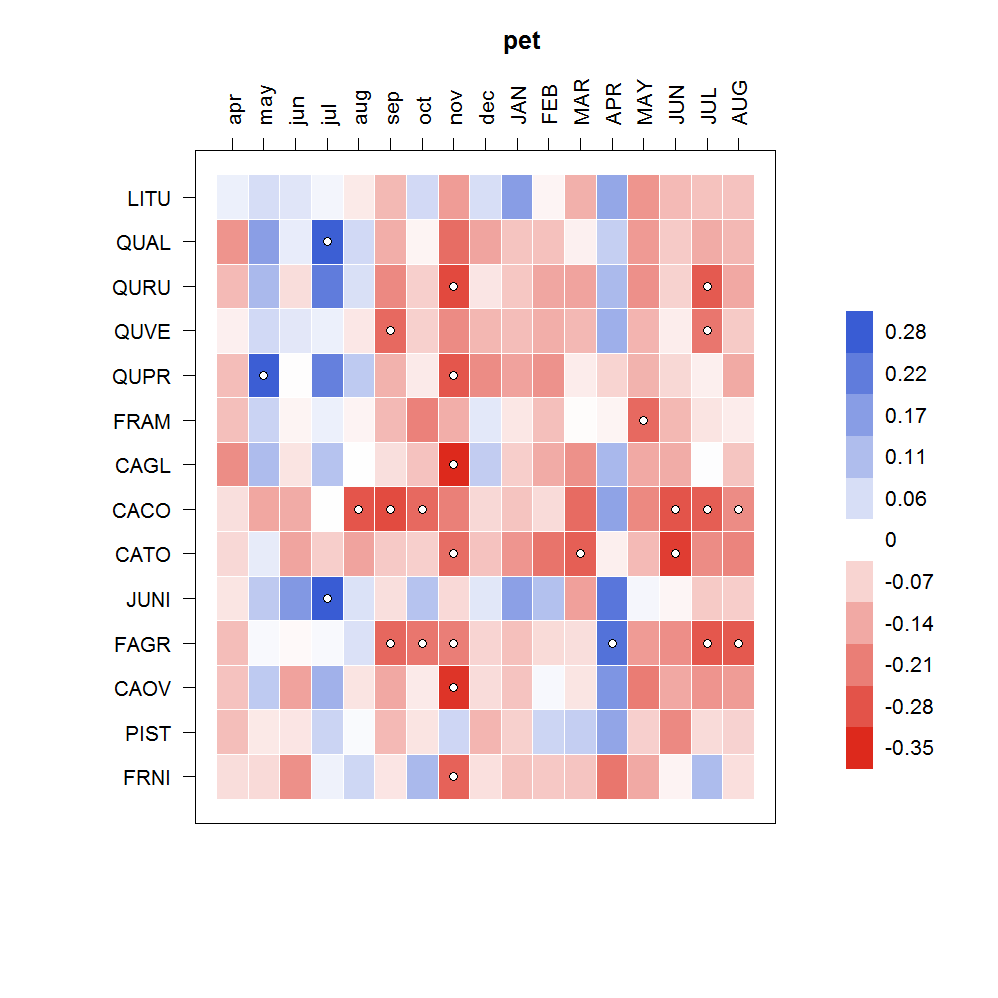 pet
apr may jun jul aug sep oct nov dec JAN FEB MAR APR MAY JUN JUL AUG
LITU
QUAL
QURU
QUVE
QUPR
FRAM
CAGL
CACO
CATO
JUNI
FAGR
CAOV
PIST
FRNI
0.28
0.22
0.17
0.11
0.06
0
-0.07
-0.14
-0.21
-0.28
-0.35